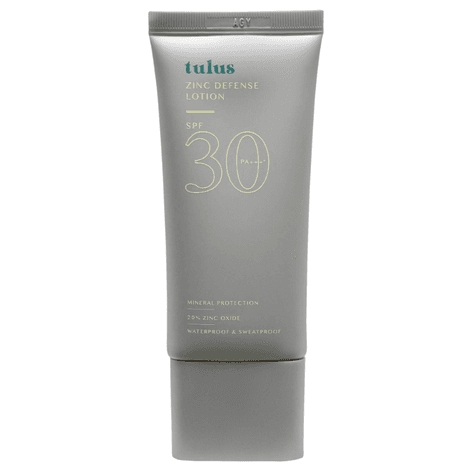 tulus
ZINC DEFENSE
LOTION
SPF
30
MINERAL PROTECTION
ZINC OXIDE
WATERPROOF & SWEATPROOF